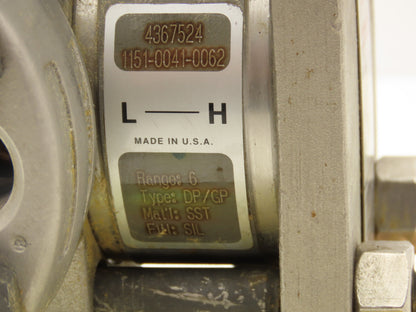 4367524
1151-0041-0062
L — H
MADE IN U.S.A.
Range: 6
Type: DP/GP
Mat'l: SST
Fill: SIL